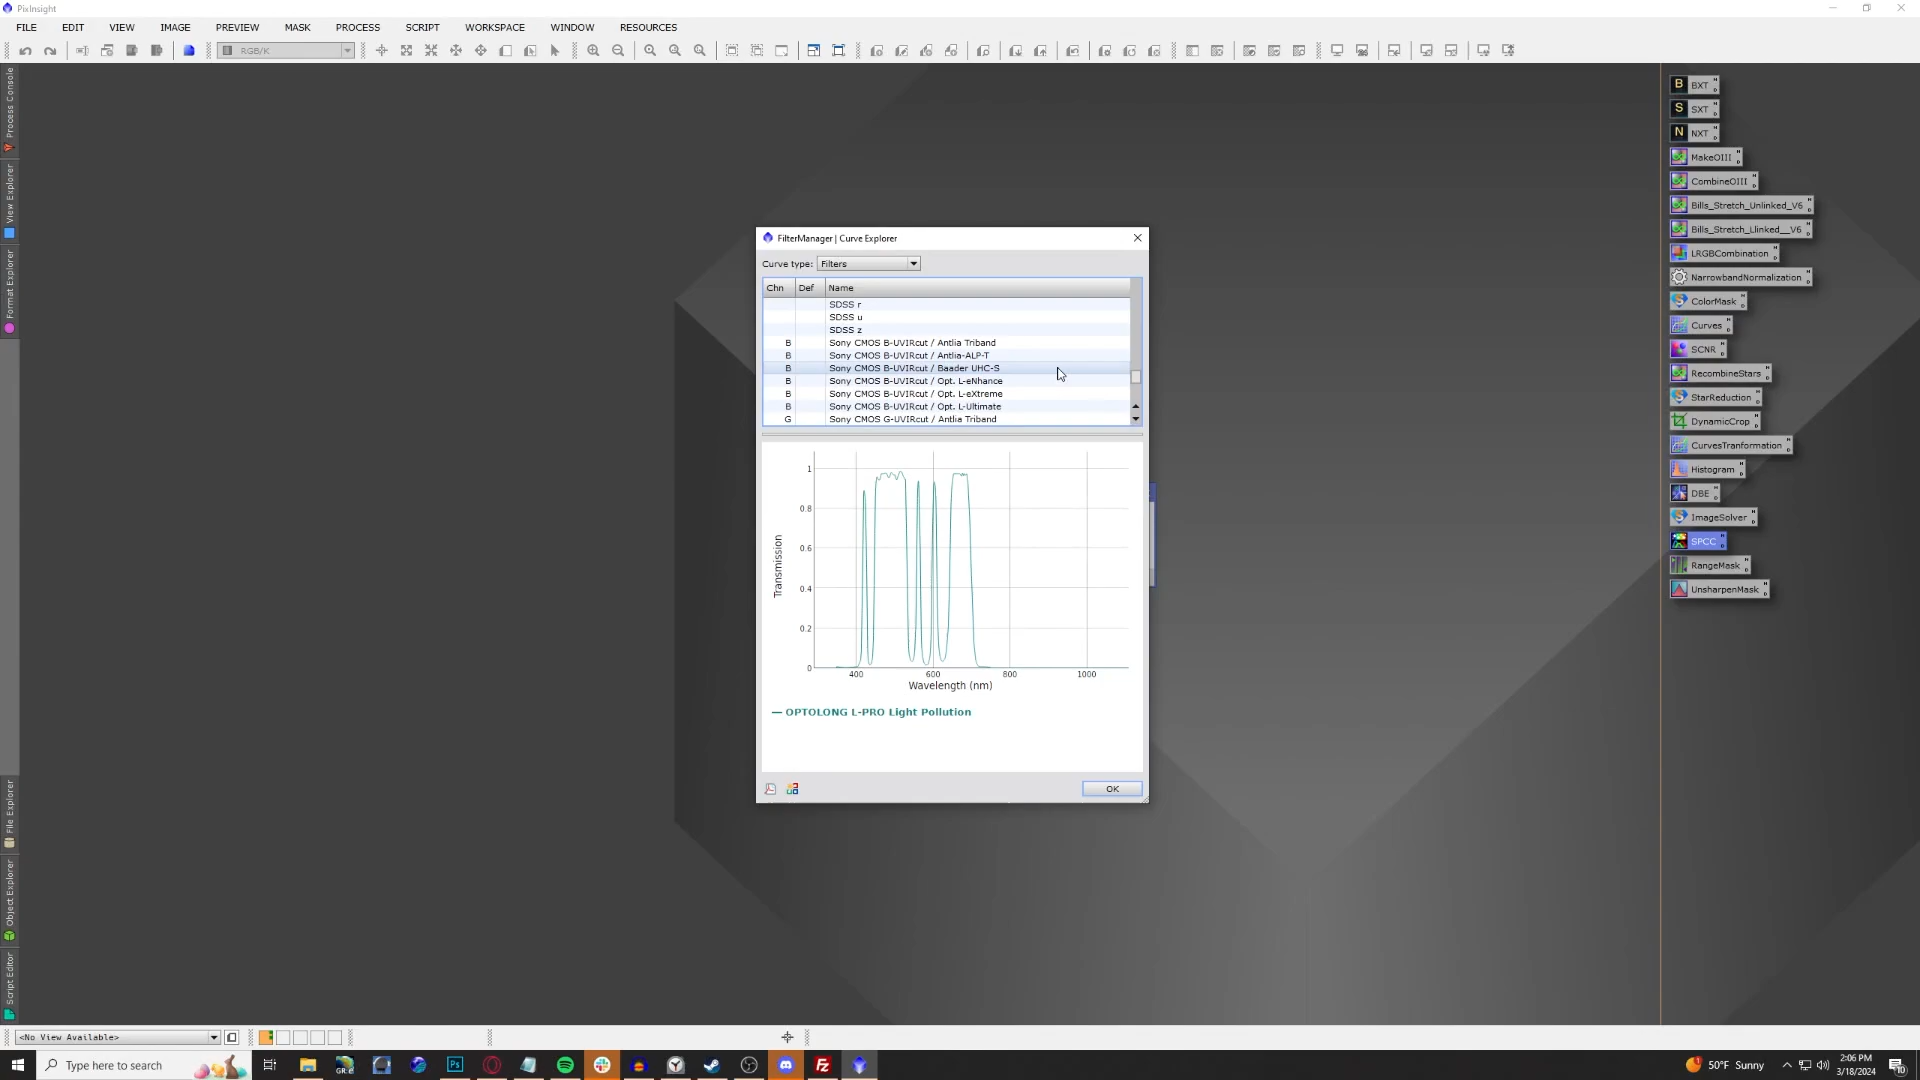 PixInsight
FILE EDIT VIEW IMAGE PROCESS SCRIPT WORKSPACE WINDOW RESOURCES
RGB/K
Process Console
View Explorer
Format Explorer
File Explorer
Object Explorer
Script Editor
FilterManager | Curve Explorer
Curve type: Filters
Chn Def Name
SDSS r
SDSS u
SDSS z
B Sony CMOS B-UVIRcut / Antlia Triband
B Sony CMOS B-UVIRcut / Antlia-ALP-T
B Sony CMOS B-UVIRcut / Baader UHC-S
B Sony CMOS B-UVIRcut / Opt. L-eNhance
B Sony CMOS B-UVIRcut / Opt. L-eXtreme
B Sony CMOS B-UVIRcut / Opt. L-Ultimate
G Sony CMOS G-UVIRcut / Antlia Triband
1
0.8
0.6
0.4
0.2
0
Transmission
400 600 800 1000
Wavelength (nm)
— OPTOLONG L-PRO Light Pollution
OK
B BXT
S SXT
N NXT
MakeOIII
CombineOIII
Bills_Stretch_Unlinked_V6
Bills_Stretch_Llinked__V6
LRGBCombination
NarrowbandNormalization
ColorMask
Curves
SCNR
RecombineStars
StarReduction
DynamicCrop
CurvesTranformation
Histogram
DBE
ImageSolver
SPCC
RangeMask
UnsharpenMask
<No View Available>
Type here to search
50°F Sunny
2:06 PM
3/18/2024